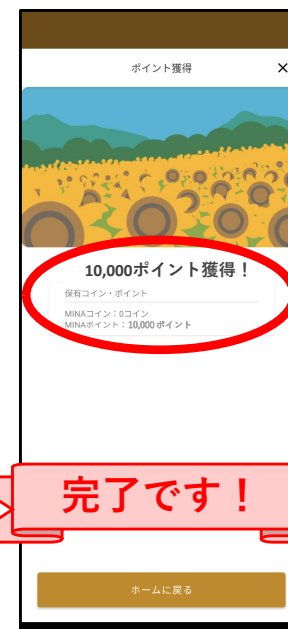 ポイント獲得 ×
10,000ポイント獲得！
保有コイン・ポイント
MINAコイン：0コイン
MINAポイント：10,000 ポイント
完了です！
ホームに戻る